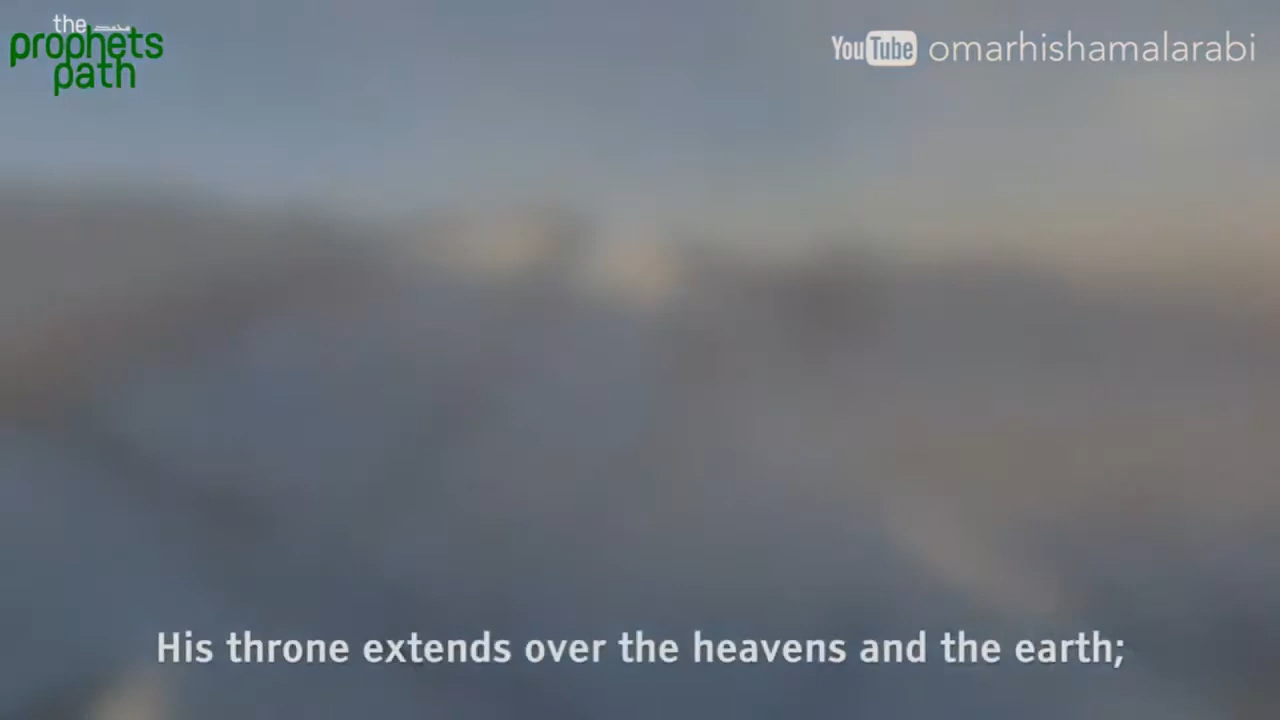 the
prophets
path
YouTube omarhishamalarabi
His throne extends over the heavens and the earth;